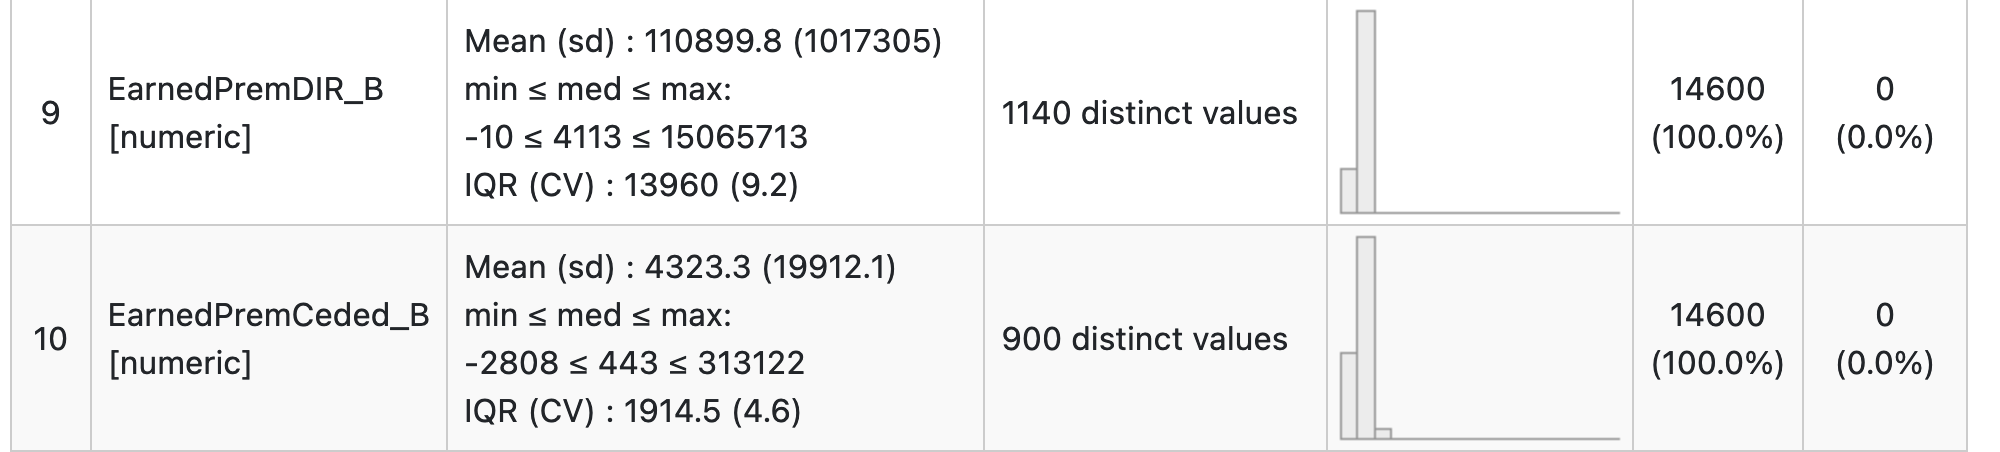 9
EarnedPremDIR_B
[numeric]
Mean (sd) : 110899.8 (1017305)
min ≤ med ≤ max:
-10 ≤ 4113 ≤ 15065713
IQR (CV) : 13960 (9.2)
1140 distinct values
14600
(100.0%)
0
(0.0%)
10
EarnedPremCeded_B
[numeric]
Mean (sd) : 4323.3 (19912.1)
min ≤ med ≤ max:
-2808 ≤ 443 ≤ 313122
IQR (CV) : 1914.5 (4.6)
900 distinct values
14600
(100.0%)
0
(0.0%)